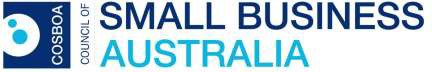 COSBOA
COUNCIL OF
SMALL BUSINESS
AUSTRALIA